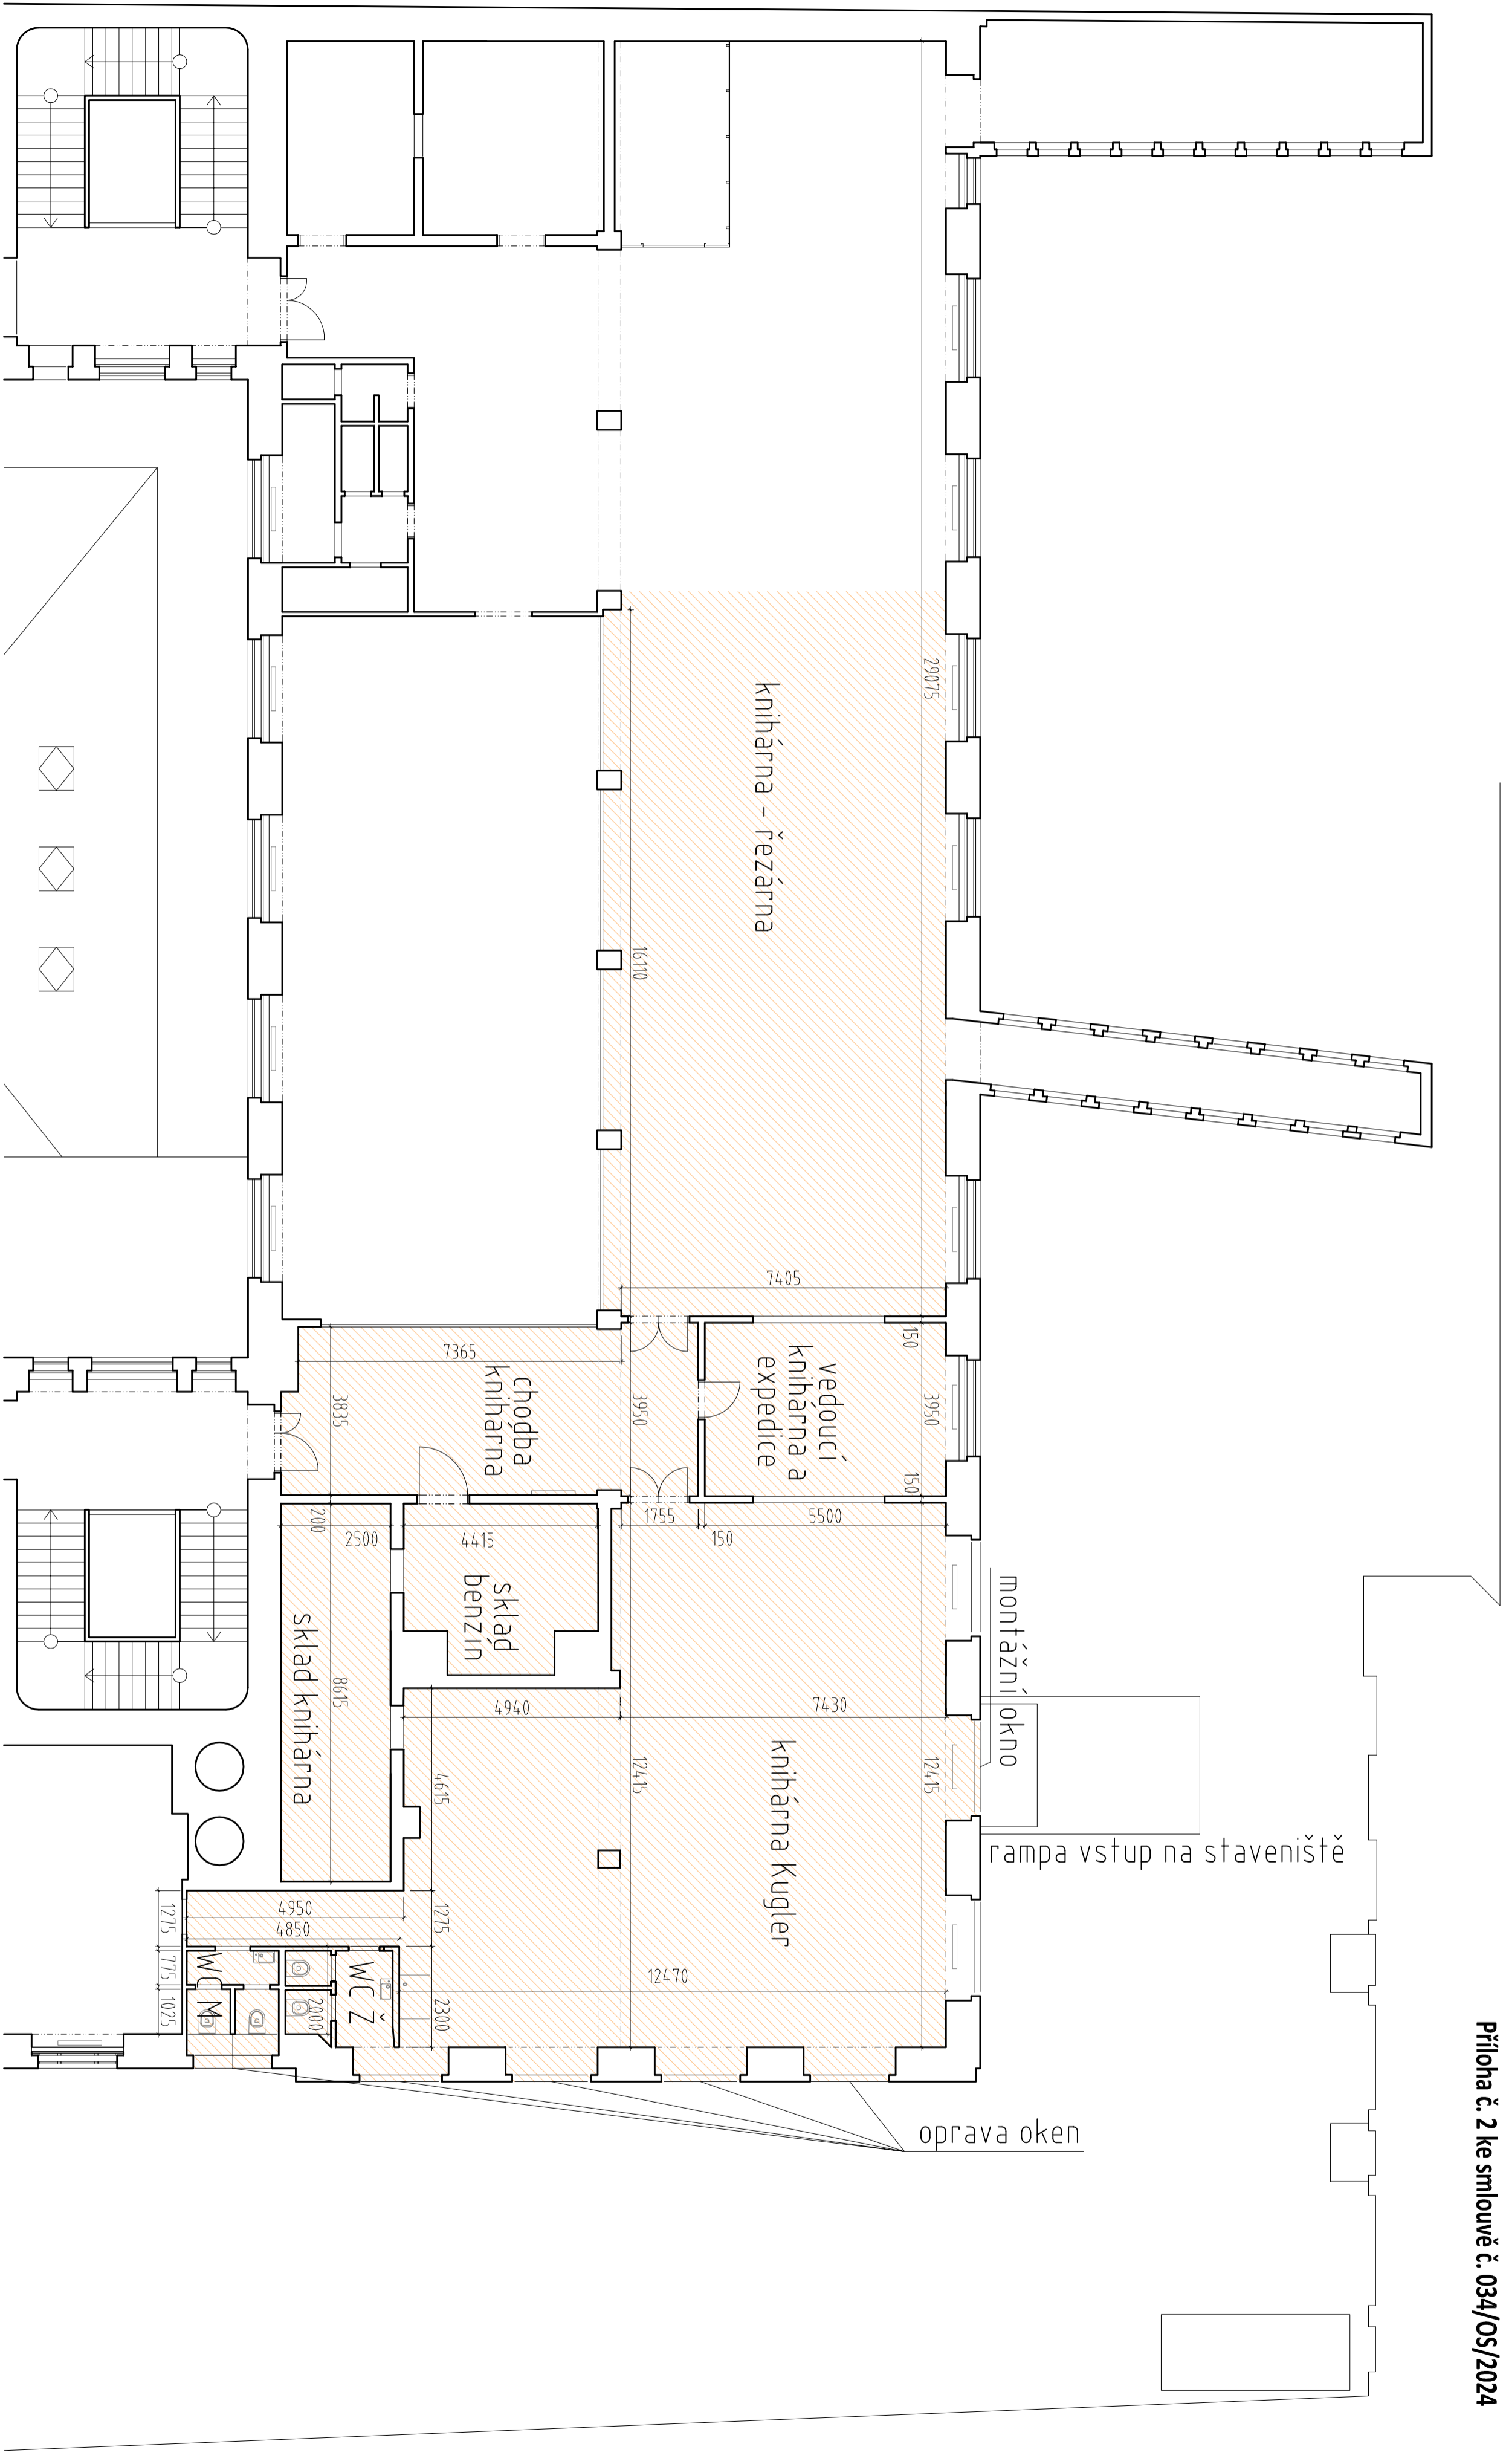 Příloha č. 2 ke smlouvě č. 034/OS/2024
knihárna - řezárna
29075
16110
7405
150
3950
150
vedoucí
knihárna a
expedice
3950
chodba
knihárna
7365
3835
200
2500
4415
1755
150
5500
sklad
benzín
sklad knihárna
8615
montážní okno
rampa vstup na staveniště
4940
7430
12415
12415
4615
knihárna Kugler
4950
4850
1275
1275
775
1025
WC M
WC Ž
2000
2300
12470
oprava oken